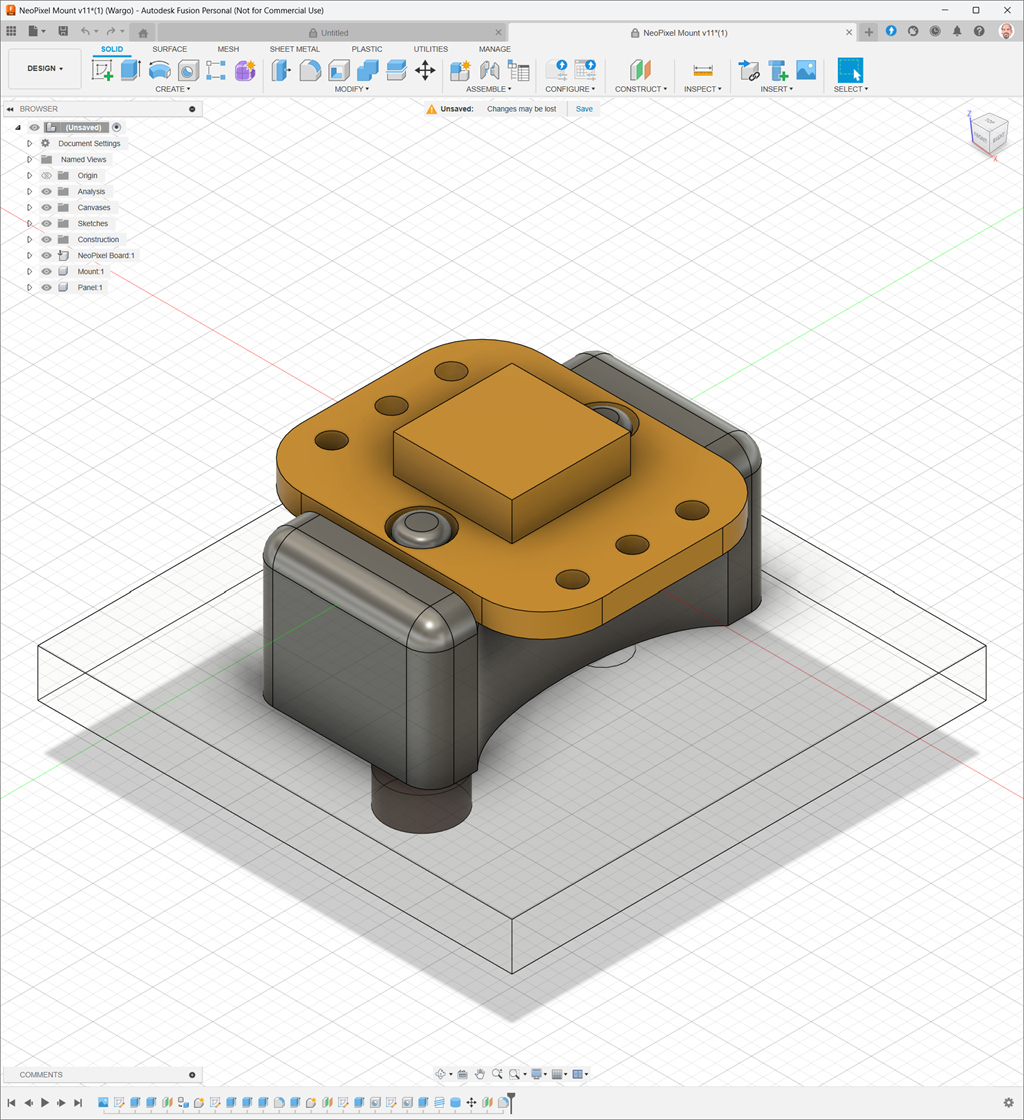 NeoPixel Mount v11*(1) (Wargo) - Autodesk Fusion Personal (Not for Commercial Use)
Untitled
NeoPixel Mount v11*(1)
DESIGN
SOLID SURFACE MESH SHEET METAL PLASTIC UTILITIES MANAGE
CREATE MODIFY ASSEMBLE CONFIGURE CONSTRUCT INSPECT INSERT SELECT
BROWSER
Unsaved: Changes may be lost Save
(Unsaved)
Document Settings
Named Views
Origin
Analysis
Canvases
Sketches
Construction
NeoPixel Board:1
Mount:1
Panel:1
Z
TOP
FRONT RIGHT
X
COMMENTS